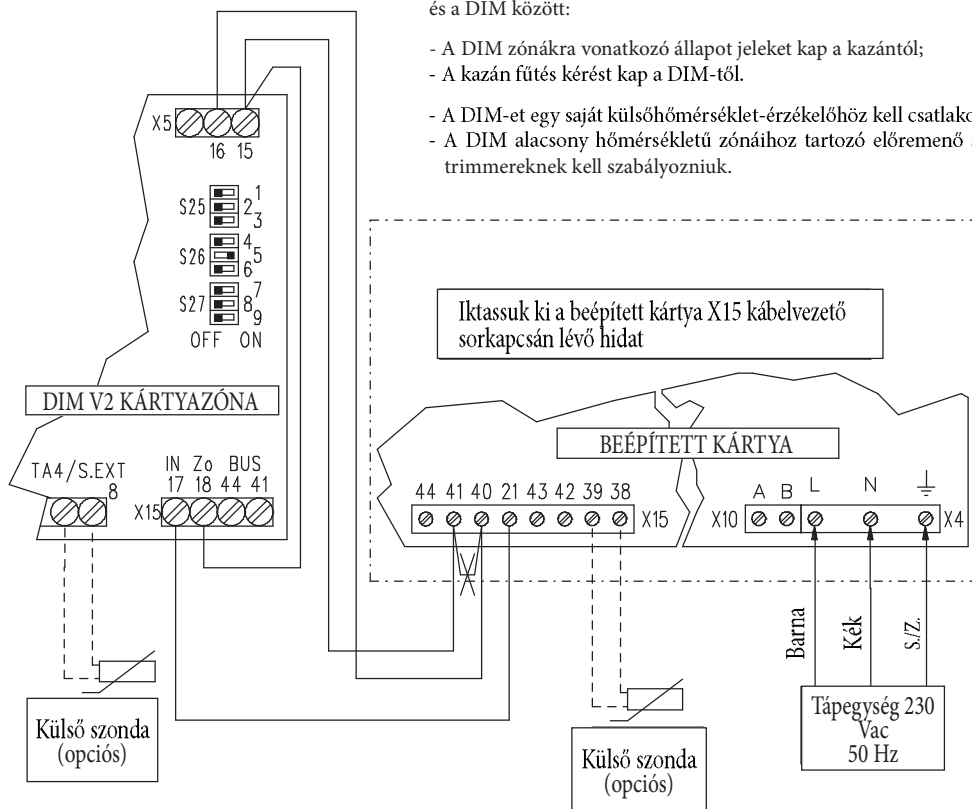 és a DIM között:
- A DIM zónákra vonatkozó állapot jeleket kap a kazántól;
- A kazán fűtés kérést kap a DIM-től.
- A DIM-et egy saját külsőhőmérséklet-érzékelőhöz kell csatlako
- A DIM alacsony hőmérsékletű zónáihoz tartozó előremenő
trimmereknek kell szabályozniuk.
X5
16 15
S25
1
2
3
S26
4
5
6
S27
7
8
9
OFF ON
Iktassuk ki a beépített kártya X15 kábelvezető
sorkapcsán lévő hidat
DIM V2 KÁRTYAZÓNA
BEÉPÍTETT KÁRTYA
TA4/S.EXT
8
IN Zo BUS
17 18 44 41
X15
44 41 40 21 43 42 39 38
X15
A B L N
X10
X4
Barna
Kék
S./Z.
Külső szonda
(opciós)
Külső szonda
(opciós)
Tápegység 230
Vac
50 Hz